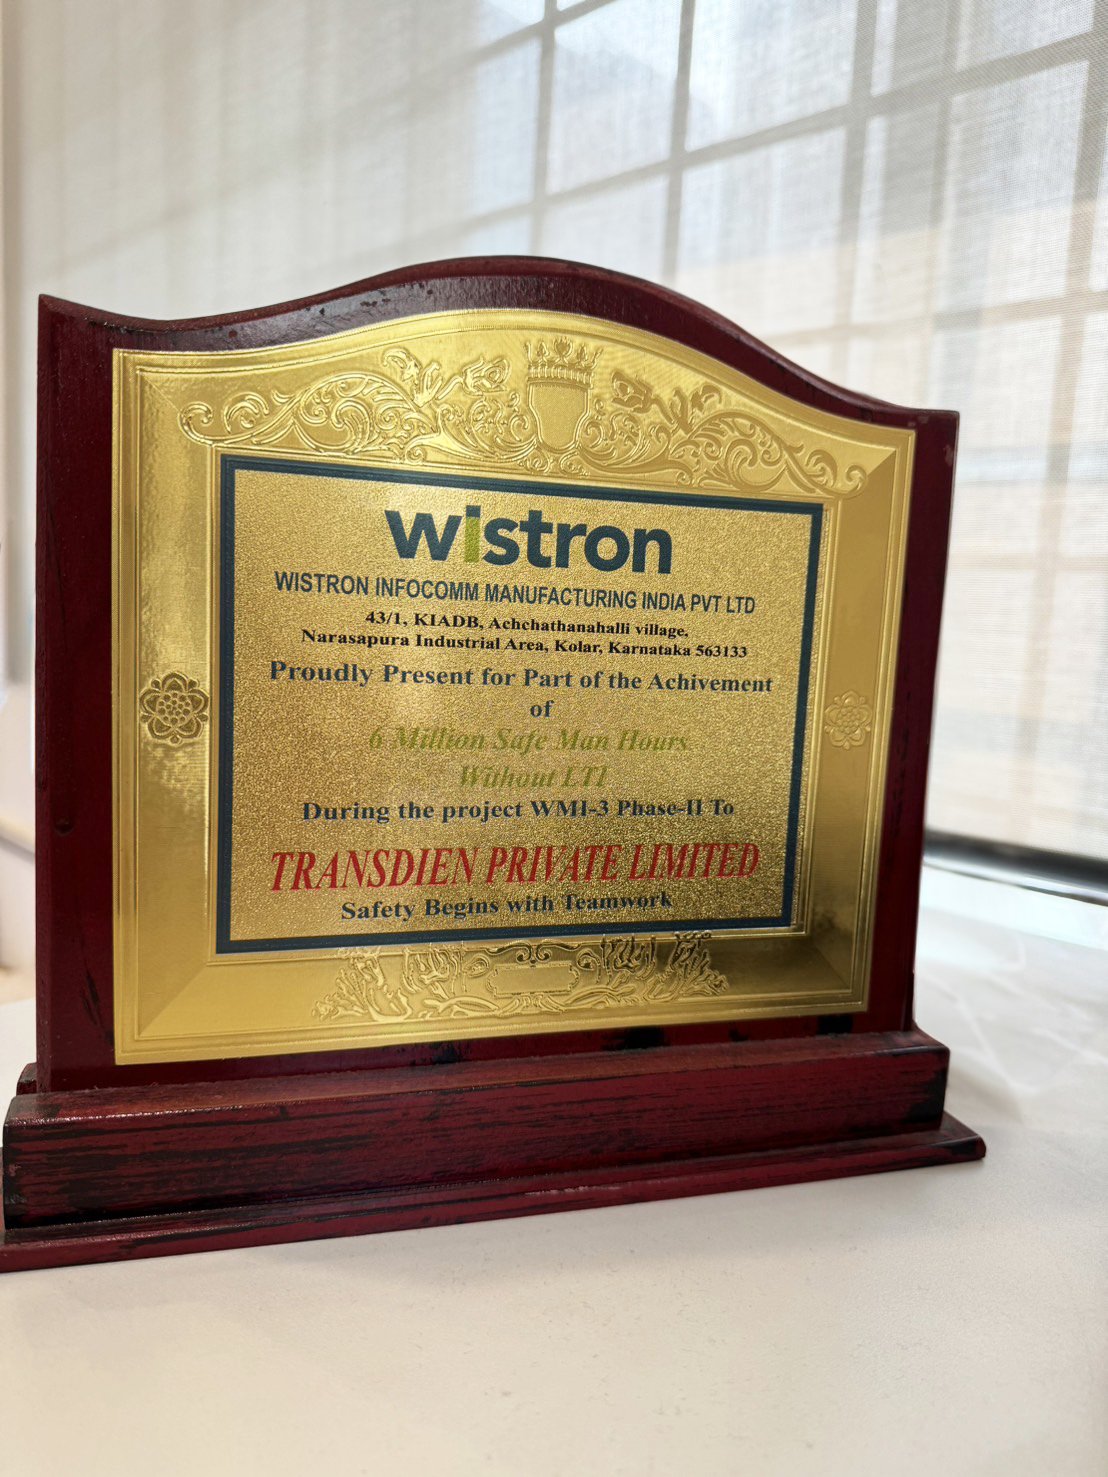 wistron
WISTRON INFOCOMM MANUFACTURING INDIA PVT LTD
43/1, KIADB, Achchathanahalli village,
Narasapura Industrial Area, Kolar, Karnataka 563133
Proudly Present for Part of the Achivement
of
6 Million Safe Man Hours
Without LTI
During the project WMI-3 Phase-II To
TRANSDIEN PRIVATE LIMITED
Safety Begins with Teamwork